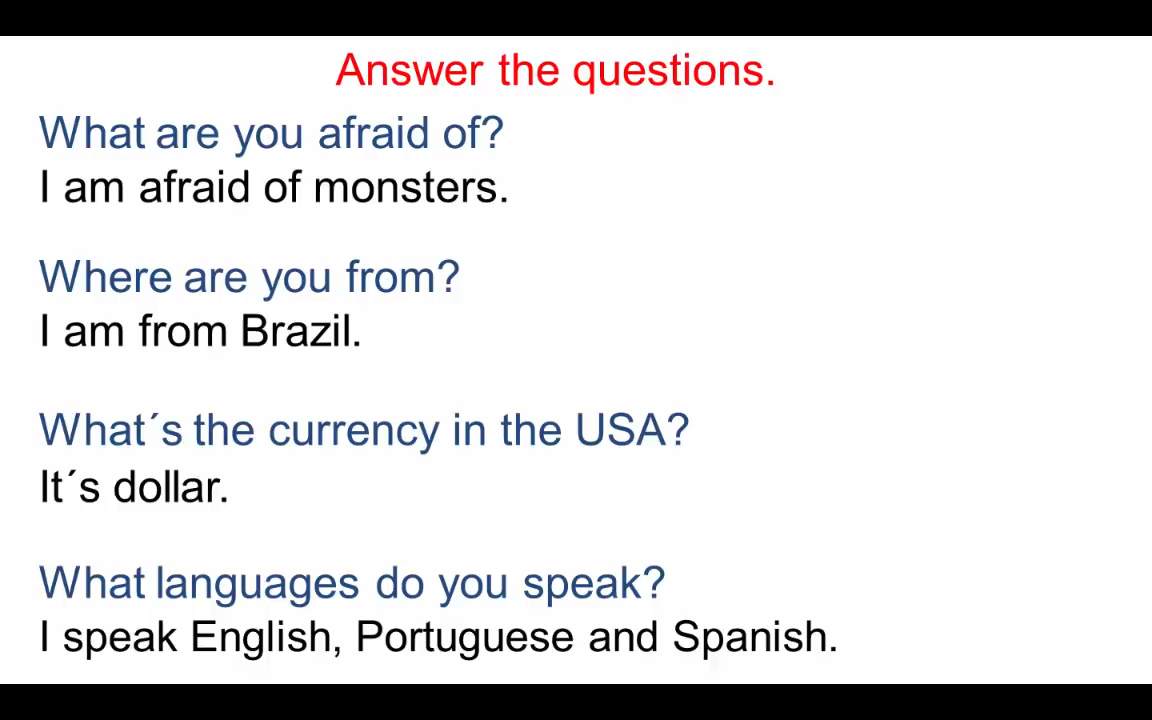 Answer the questions.
What are you afraid of?
I am afraid of monsters.
Where are you from?
I am from Brazil.
What´s the currency in the USA?
It´s dollar.
What languages do you speak?
I speak English, Portuguese and Spanish.